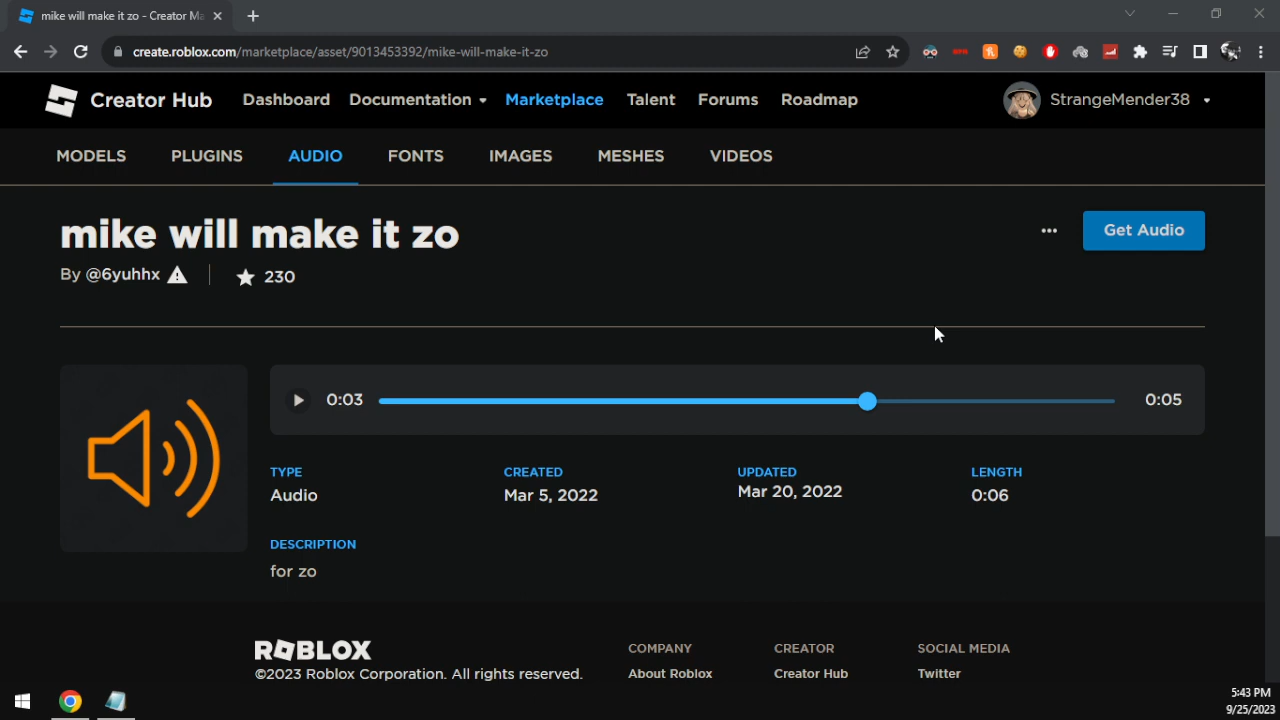 mike will make it zo - Creator Ma
create.roblox.com/marketplace/asset/9013453392/mike-will-make-it-zo
Creator Hub Dashboard Documentation Marketplace Talent Forums Roadmap StrangeMender38
MODELS PLUGINS AUDIO FONTS IMAGES MESHES VIDEOS
mike will make it zo
Get Audio
By @6yuhhx 230
0:03 0:05
TYPE CREATED UPDATED LENGTH
Audio Mar 5, 2022 Mar 20, 2022 0:06
DESCRIPTION
for zo
ROBLOX COMPANY CREATOR SOCIAL MEDIA
©2023 Roblox Corporation. All rights reserved. About Roblox Creator Hub Twitter
5:43 PM
9/25/2023